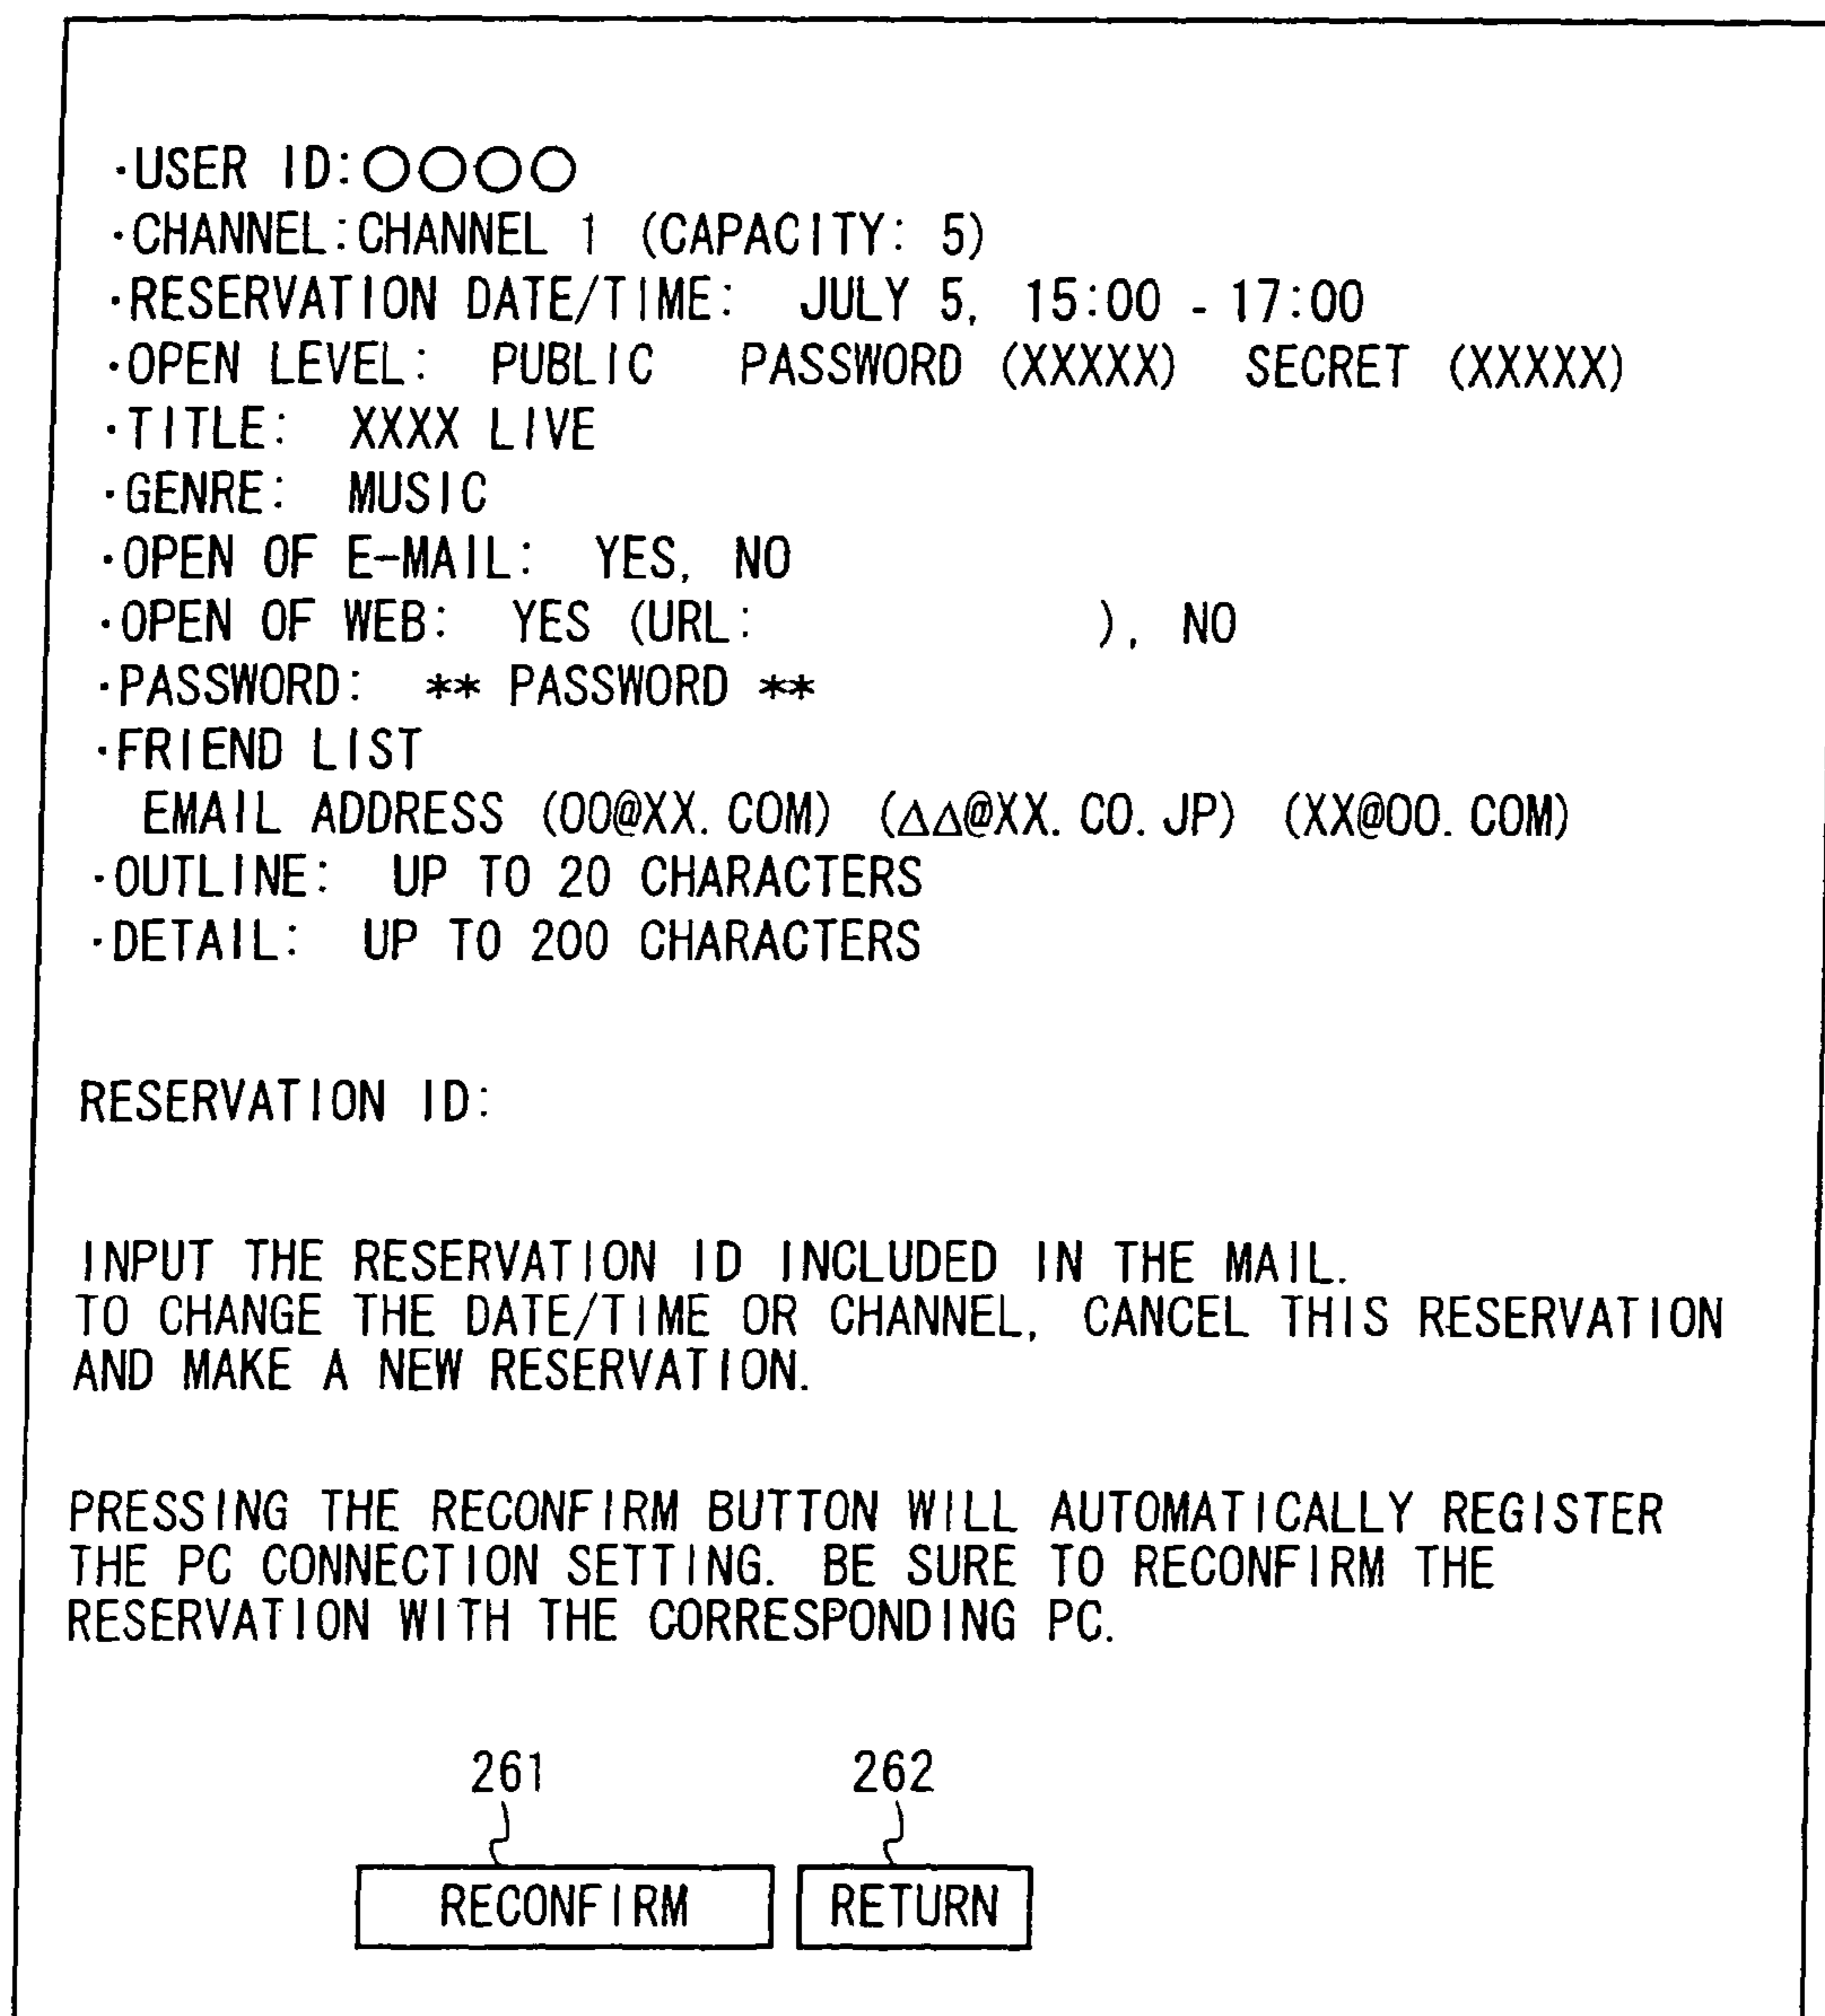 ·USER ID:○○○○
·CHANNEL:CHANNEL 1 (CAPACITY: 5)
·RESERVATION DATE/TIME: JULY 5, 15:00 - 17:00
·OPEN LEVEL: PUBLIC PASSWORD (XXXXX) SECRET (XXXXX)
·TITLE: XXXX LIVE
·GENRE: MUSIC
·OPEN OF E-MAIL: YES, NO
·OPEN OF WEB: YES (URL: ), NO
·PASSWORD: ** PASSWORD **
·FRIEND LIST
EMAIL ADDRESS (OO@XX.COM) (△△@XX.CO.JP) (XX@OO.COM)
·OUTLINE: UP TO 20 CHARACTERS
·DETAIL: UP TO 200 CHARACTERS
RESERVATION ID:
INPUT THE RESERVATION ID INCLUDED IN THE MAIL.
TO CHANGE THE DATE/TIME OR CHANNEL, CANCEL THIS RESERVATION
AND MAKE A NEW RESERVATION.
PRESSING THE RECONFIRM BUTTON WILL AUTOMATICALLY REGISTER
THE PC CONNECTION SETTING. BE SURE TO RECONFIRM THE
RESERVATION WITH THE CORRESPONDING PC.
261 262
RECONFIRM RETURN